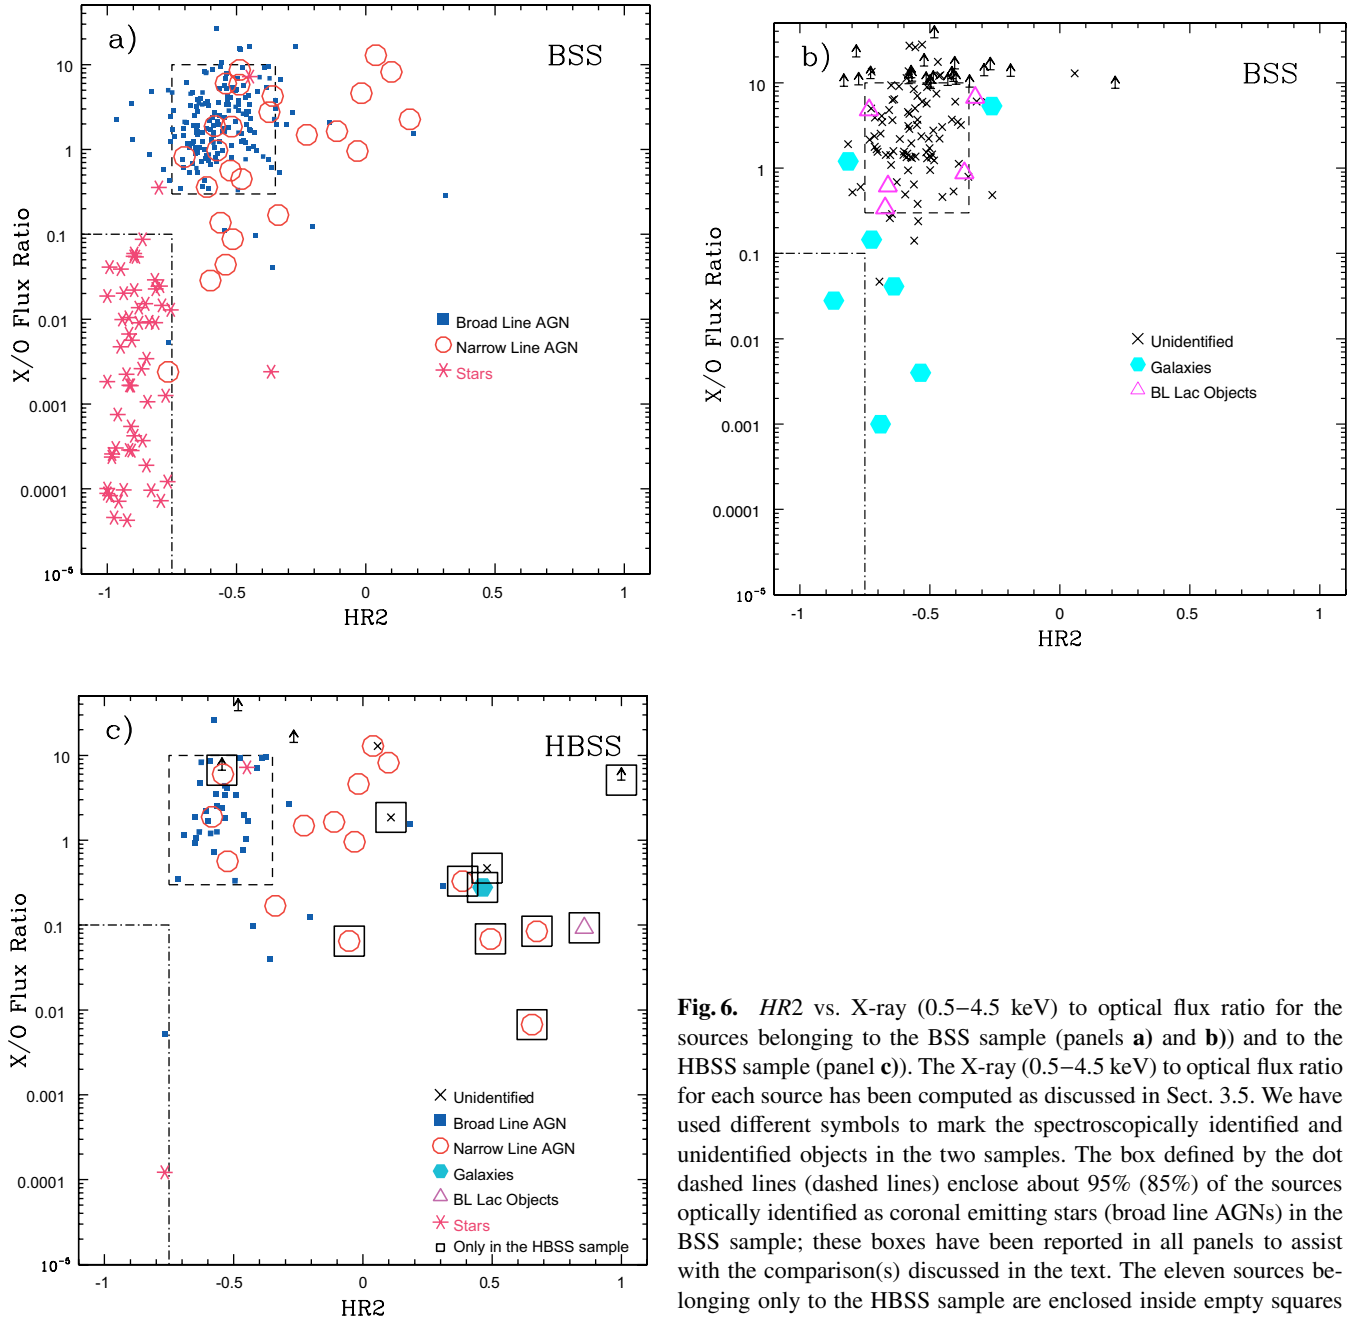 a)
BSS
X/O Flux Ratio
10
1
0.1
0.01
0.001
0.0001
10⁻⁵
Broad Line AGN
Narrow Line AGN
Stars
-1
-0.5
0
0.5
1
HR2
b)
BSS
X/O Flux Ratio
10
1
0.1
0.01
0.001
0.0001
10⁻⁵
Unidentified
Galaxies
BL Lac Objects
-1
-0.5
0
0.5
1
HR2
c)
HBSS
X/O Flux Ratio
10
1
0.1
0.01
0.001
0.0001
10⁻⁵
Unidentified
Broad Line AGN
Narrow Line AGN
Galaxies
BL Lac Objects
Stars
Only in the HBSS sample
-1
-0.5
0
0.5
1
HR2
Fig. 6. HR2 vs. X-ray (0.5−4.5 keV) to optical flux ratio for the
sources belonging to the BSS sample (panels a) and b)) and to the
HBSS sample (panel c)). The X-ray (0.5−4.5 keV) to optical flux ratio
for each source has been computed as discussed in Sect. 3.5. We have
used different symbols to mark the spectroscopically identified and
unidentified objects in the two samples. The box defined by the dot
dashed lines (dashed lines) enclose about 95% (85%) of the sources
optically identified as coronal emitting stars (broad line AGNs) in the
BSS sample; these boxes have been reported in all panels to assist
with the comparison(s) discussed in the text. The eleven sources be-
longing only to the HBSS sample are enclosed inside empty squares